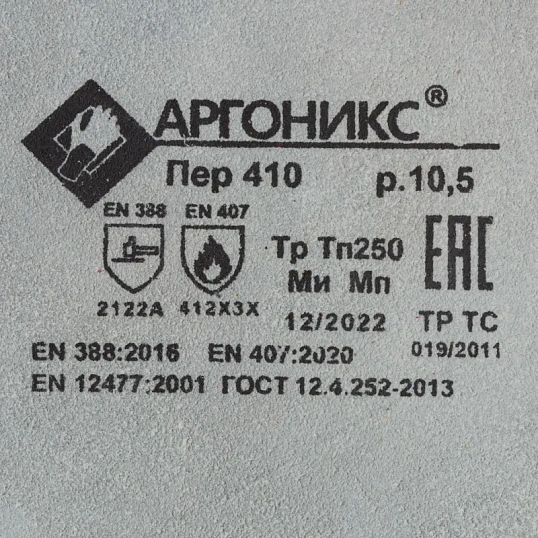 АРГОНИКС®
Пер 410 р.10,5
EN 388 EN 407
Тр Тп250 EAC
Ми Мп
2122A 412X3X
12/2022 ТР ТС
EN 388:2016 EN 407:2020 019/2011
EN 12477:2001 ГОСТ 12.4.252-2013